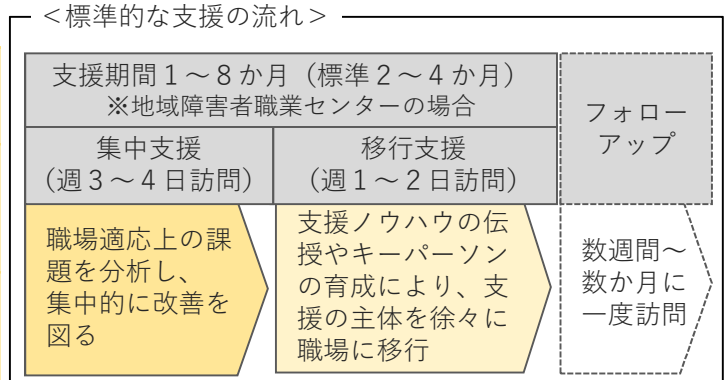 ＜標準的な支援の流れ＞
支援期間１～８か月（標準２～４か月）
※地域障害者職業センターの場合
フォロー
アップ
集中支援
（週３～４日訪問）
移行支援
（週１～２日訪問）
職場適応上の課
題を分析し、
集中的に改善を
図る
支援ノウハウの伝
授やキーパーソン
の育成により、支
援の主体を徐々に
職場に移行
数週間～
数か月に
一度訪問